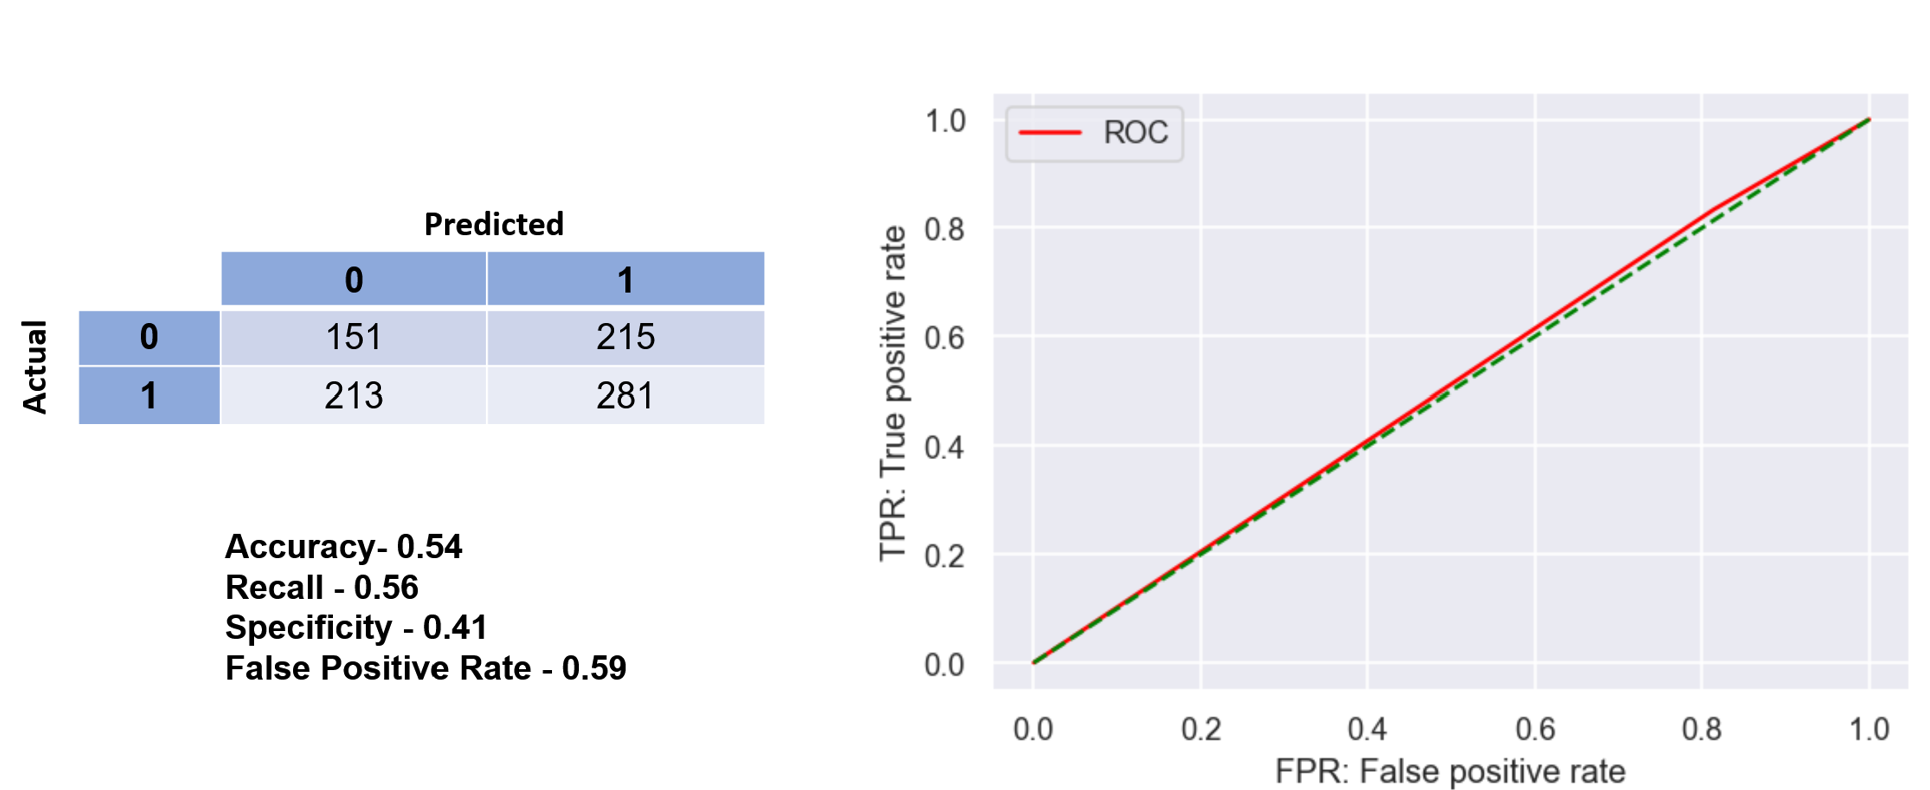 Predicted
0 1
Actual
0 151 215
1 213 281
Accuracy- 0.54
Recall - 0.56
Specificity - 0.41
False Positive Rate - 0.59
ROC
TPR: True positive rate
1.0
0.8
0.6
0.4
0.2
0.0
0.0 0.2 0.4 0.6 0.8 1.0
FPR: False positive rate